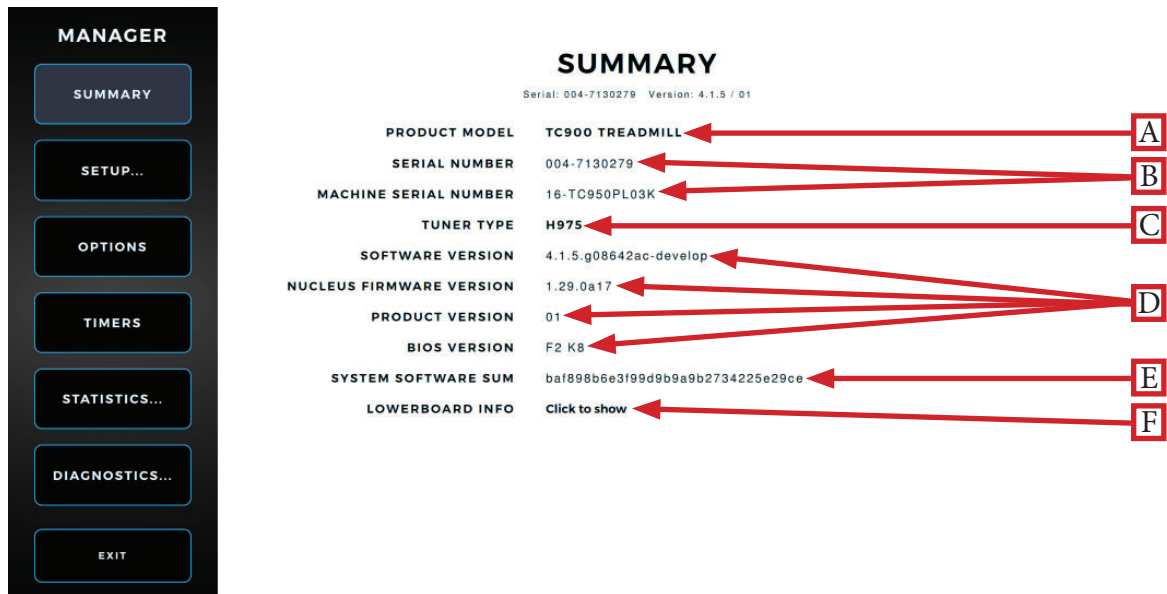 MANAGER
SUMMARY
SETUP...
OPTIONS
TIMERS
STATISTICS...
DIAGNOSTICS...
EXIT
SUMMARY
Serial: 004-7130279 Version: 4.1.5 / 01
PRODUCT MODEL TC900 TREADMILL A
SERIAL NUMBER 004-7130279
B
MACHINE SERIAL NUMBER 16-TC950PL03K
TUNER TYPE H975 C
SOFTWARE VERSION 4.1.5.g08642ac-develop
NUCLEUS FIRMWARE VERSION 1.29.0a17
D
PRODUCT VERSION 01
BIOS VERSION F2 K8
SYSTEM SOFTWARE SUM baf898b6e3f99d9b9a9b2734225e29ce E
LOWERBOARD INFO Click to show F